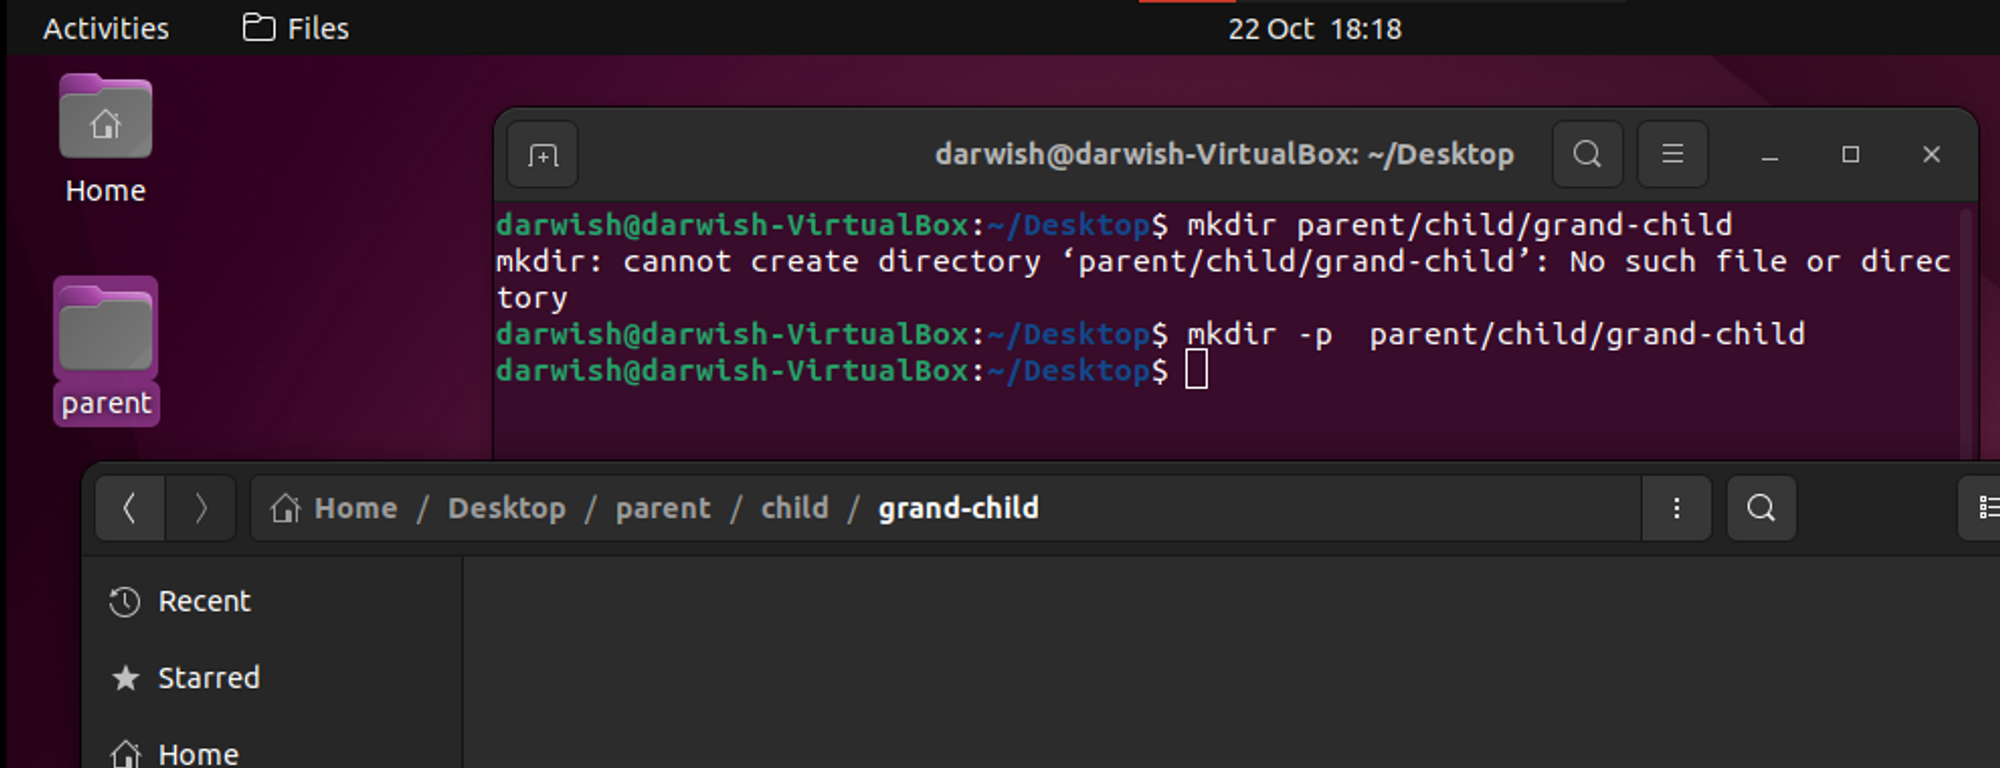 Activities Files 22 Oct 18:18
Home
parent
darwish@darwish-VirtualBox: ~/Desktop
darwish@darwish-VirtualBox:~/Desktop$ mkdir parent/child/grand-child
mkdir: cannot create directory ‘parent/child/grand-child’: No such file or direc
tory
darwish@darwish-VirtualBox:~/Desktop$ mkdir -p  parent/child/grand-child
darwish@darwish-VirtualBox:~/Desktop$
Home / Desktop / parent / child / grand-child
Recent
Starred
Home